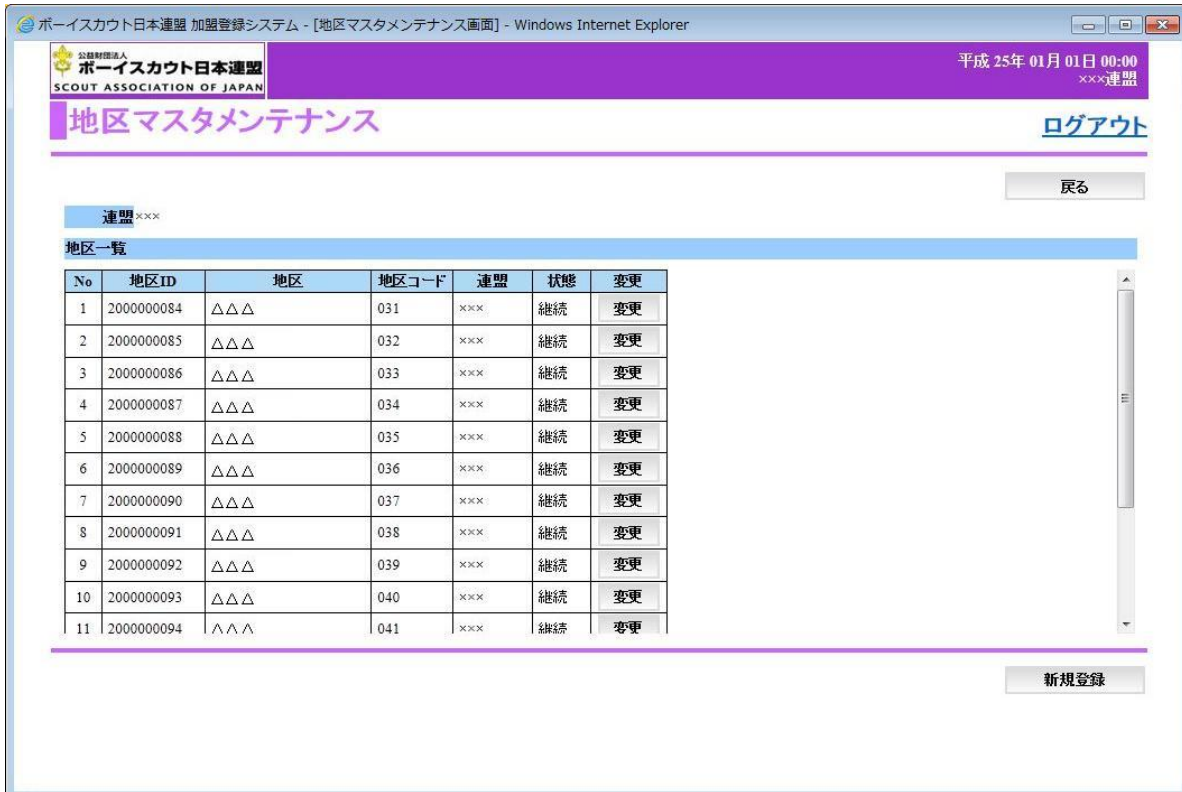 ボーイスカウト日本連盟 加盟登録システム - [地区マスタメンテナンス画面] - Windows Internet Explorer
公益財団法人
ボーイスカウト日本連盟
SCOUT ASSOCIATION OF JAPAN
平成 25年 01月 01日 00:00
×××連盟
地区マスタメンテナンス
ログアウト
戻る
連盟×××
地区一覧
No 地区ID 地区 地区コード 連盟 状態 変更
1 2000000084 △△△ 031 ××× 継続 変更
2 2000000085 △△△ 032 ××× 継続 変更
3 2000000086 △△△ 033 ××× 継続 変更
4 2000000087 △△△ 034 ××× 継続 変更
5 2000000088 △△△ 035 ××× 継続 変更
6 2000000089 △△△ 036 ××× 継続 変更
7 2000000090 △△△ 037 ××× 継続 変更
8 2000000091 △△△ 038 ××× 継続 変更
9 2000000092 △△△ 039 ××× 継続 変更
10 2000000093 △△△ 040 ××× 継続 変更
11 2000000094 △△△ 041 ××× 継続 変更
新規登録